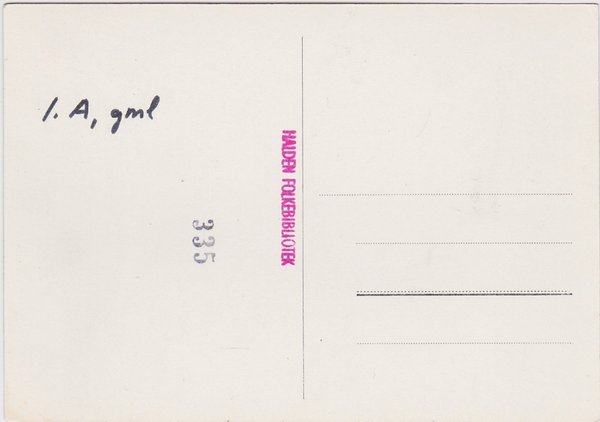 1. A, gml
HALDEN FOLKEBIBLIOTEK
335